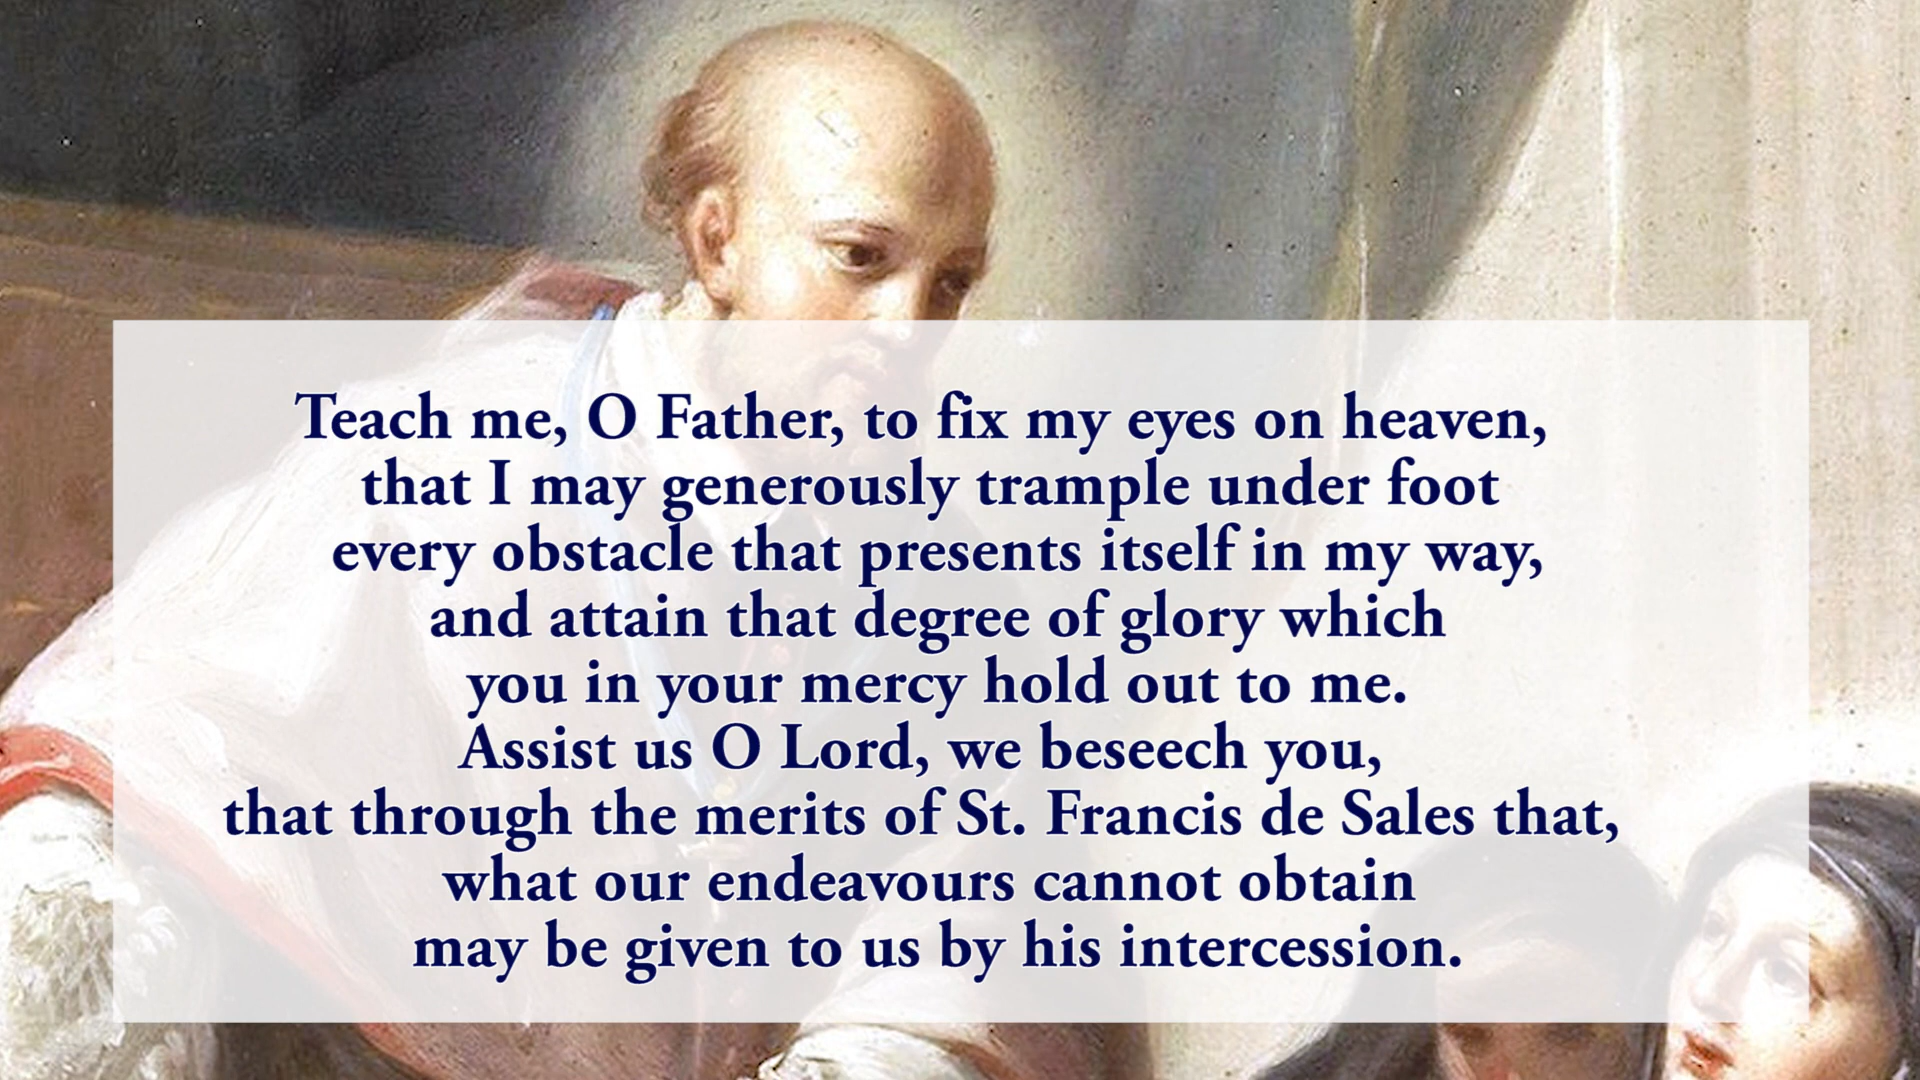 Teach me, O Father, to fix my eyes on heaven,
that I may generously trample under foot
every obstacle that presents itself in my way,
and attain that degree of glory which
you in your mercy hold out to me.
Assist us O Lord, we beseech you,
that through the merits of St. Francis de Sales that,
what our endeavours cannot obtain
may be given to us by his intercession.